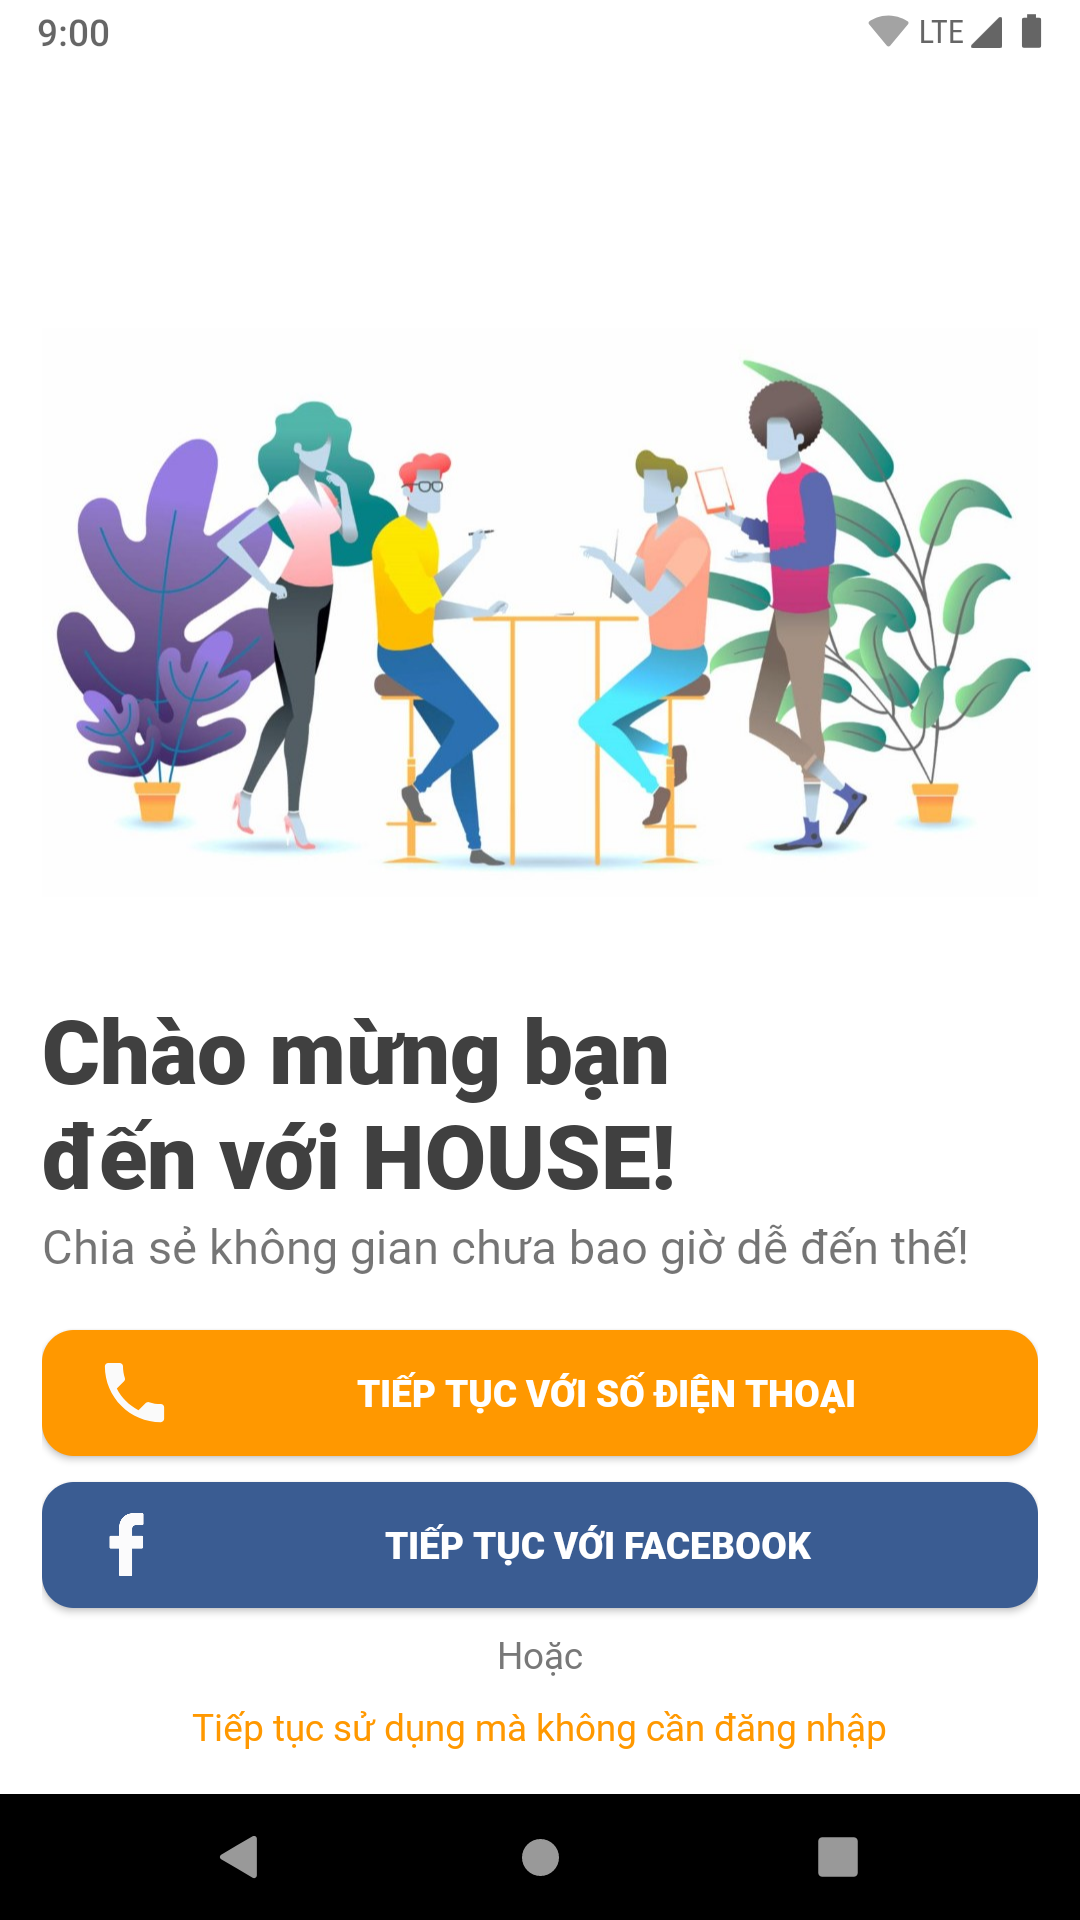 9:00
LTE
Chào mừng bạn
đến với HOUSE!
Chia sẻ không gian chưa bao giờ dễ đến thế!
TIẾP TỤC VỚI SỐ ĐIỆN THOẠI
TIẾP TỤC VỚI FACEBOOK
Hoặc
Tiếp tục sử dụng mà không cần đăng nhập